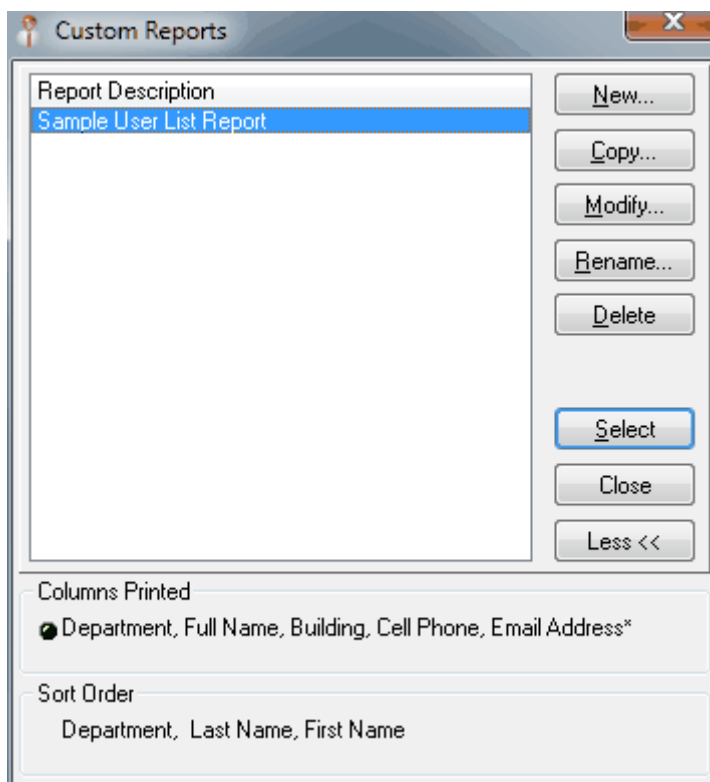 Custom Reports
X
Report Description
Sample User List Report
New...
Copy...
Modify...
Rename...
Delete
Select
Close
Less <<
Columns Printed
Department, Full Name, Building, Cell Phone, Email Address*
Sort Order
Department, Last Name, First Name